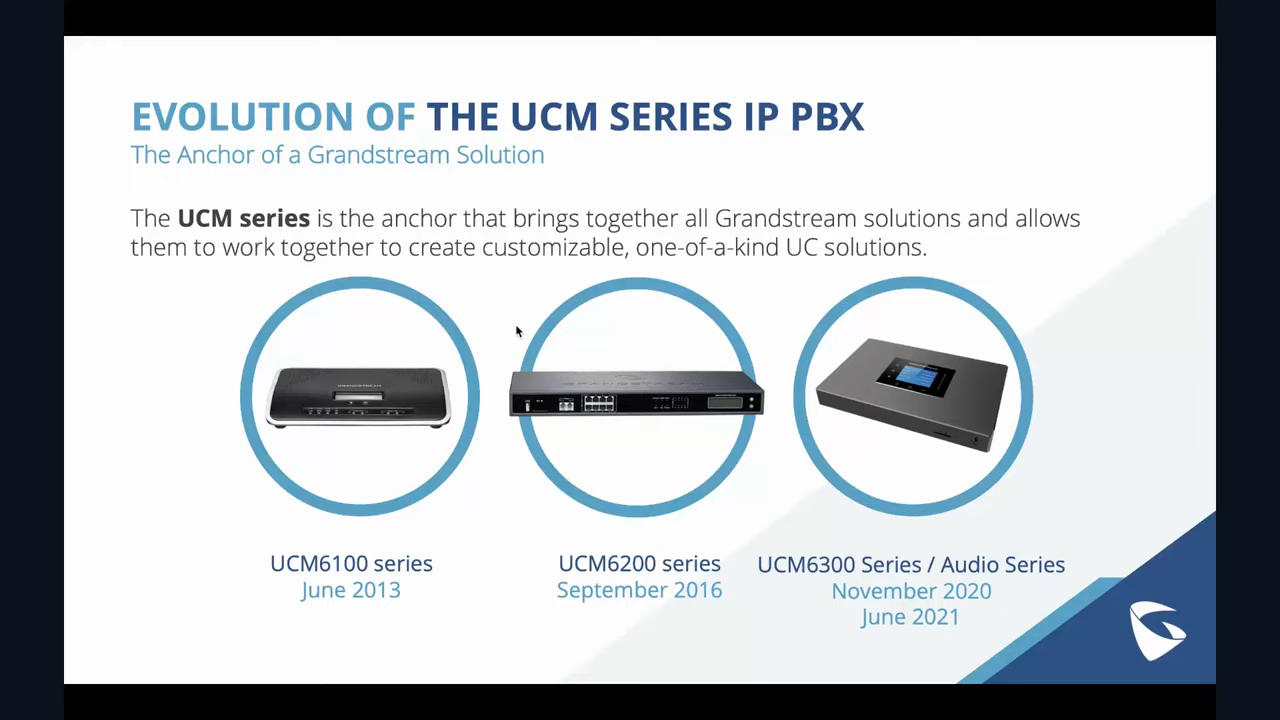 EVOLUTION OF THE UCM SERIES IP PBX
The Anchor of a Grandstream Solution
The UCM series is the anchor that brings together all Grandstream solutions and allows
them to work together to create customizable, one-of-a-kind UC solutions.
GRANDSTREAM
GRANDSTREAM
UCM6100 series
June 2013
UCM6200 series
September 2016
UCM6300 Series / Audio Series
November 2020
June 2021